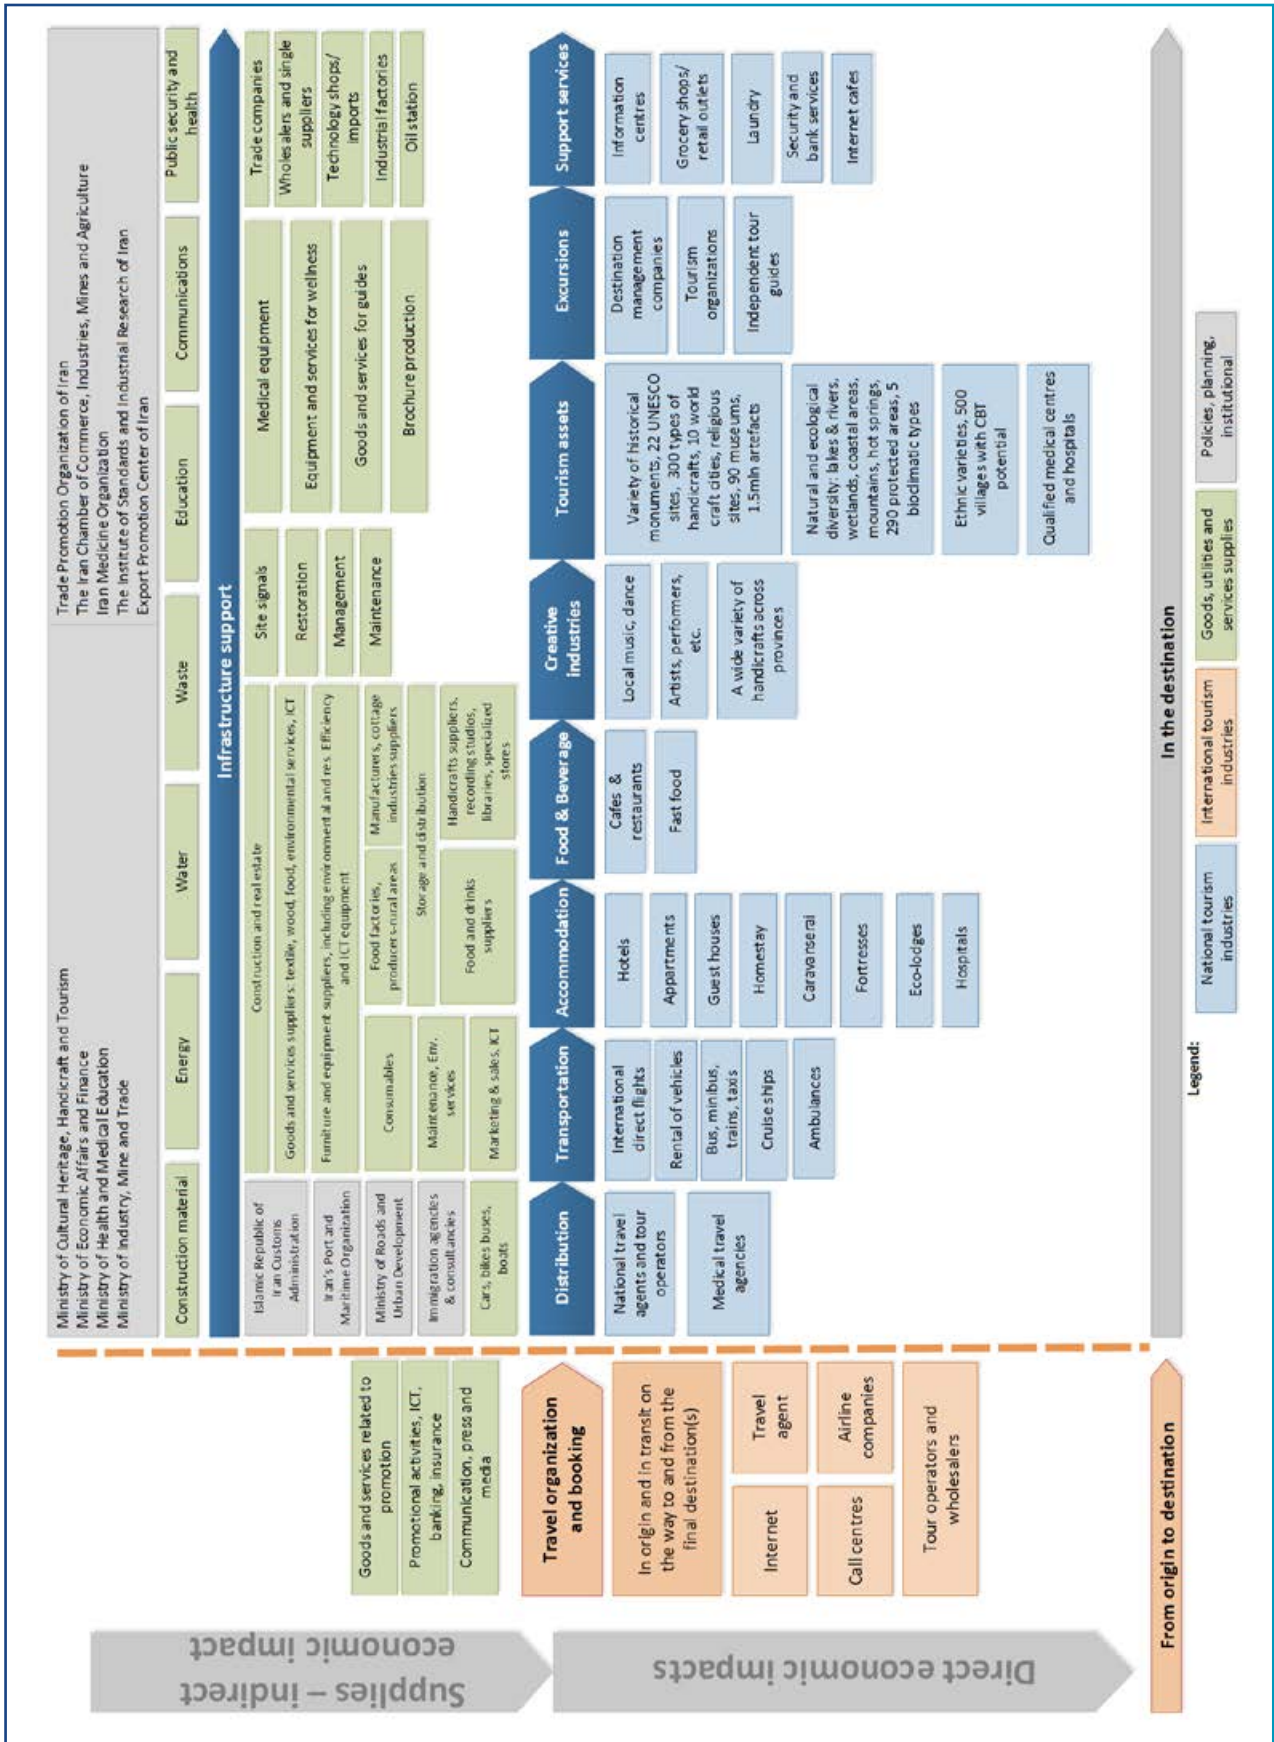 Ministry of Cultural Heritage, Handicraft and Tourism
Ministry of Economic Affairs and Finance
Ministry of Health and Medical Education
Ministry of Industry, Mine and Trade
Trade Promotion Organization of Iran
The Iran Chamber of Commerce, Industries, Mines and Agriculture
Iran Medicine Organization
The Institute of Standards and Industrial Research of Iran
Export Promotion Center of Iran
Construction material
Energy
Water
Waste
Education
Communications
Public security and
health
Infrastructure support
Supplies – indirect
economic impact
Goods and services related to
promotion
Promotional activities, ICT,
banking, insurance
Communication, press and
media
Islamic Republic of
Iran Customs
Administration
Iran's Port and
Maritime Organization
Ministry of Roads and
Urban Development
Immigration agencies
& consultancies
Cars, bikes buses,
boats
Construction and real estate
Goods and services suppliers: textile, wood, food, environmental services, ICT
Furniture and equipment suppliers, including environmental and res. Efficiency
and ICT equipment
Consumables
Maintenance, Env.
services
Marketing & sales, ICT
Food factories,
producers-rural areas
Manufacturers, cottage
industries suppliers
Storage and distribution
Food and drinks
suppliers
Handicrafts suppliers,
recording studios,
libraries, specialized
stores
Site signals
Restoration
Management
Maintenance
Medical equipment
Equipment and services for wellness
Goods and services for guides
Brochure production
Trade companies
Wholesalers and single
suppliers
Technology shops/
imports
Industrial factories
Oil station
Direct economic impacts
Travel organization
and booking
In origin and in transit on
the way to and from the
final destination(s)
Internet
Travel
agent
Call centres
Airline
companies
Tour operators and
wholesalers
Distribution
National travel
agents and tour
operators
Medical travel
agencies
Transportation
International
direct flights
Rental of vehicles
Bus, minibus,
trains, taxis
Cruise ships
Ambulances
Accommodation
Hotels
Appartments
Guest houses
Homestay
Caravanserai
Fortresses
Eco-lodges
Hospitals
Food & Beverage
Cafes &
restaurants
Fast food
Creative
industries
Local music, dance
Artists, performers,
etc.
A wide variety of
handicrafts across
provinces
Tourism assets
Variety of historical
monuments, 22 UNESCO
sites, 300 types of
handicrafts, 10 world
craft cities, religious
sites, 90 museums,
1.5mln artefacts
Natural and ecological
diversity: lakes & rivers,
wetlands, coastal areas,
mountains, hot springs,
290 protected areas, 5
bioclimatic types
Ethnic varieties, 500
villages with CBT
potential
Qualified medical centres
and hospitals
Excursions
Destination
management
companies
Tourism
organizations
Independent tour
guides
Support services
Information
centres
Grocery shops/
retail outlets
Laundry
Security and
bank services
Internet cafes
From origin to destination
In the destination
Legend:
National tourism
industries
International tourism
industries
Goods, utilities and
services supplies
Policies, planning,
institutional